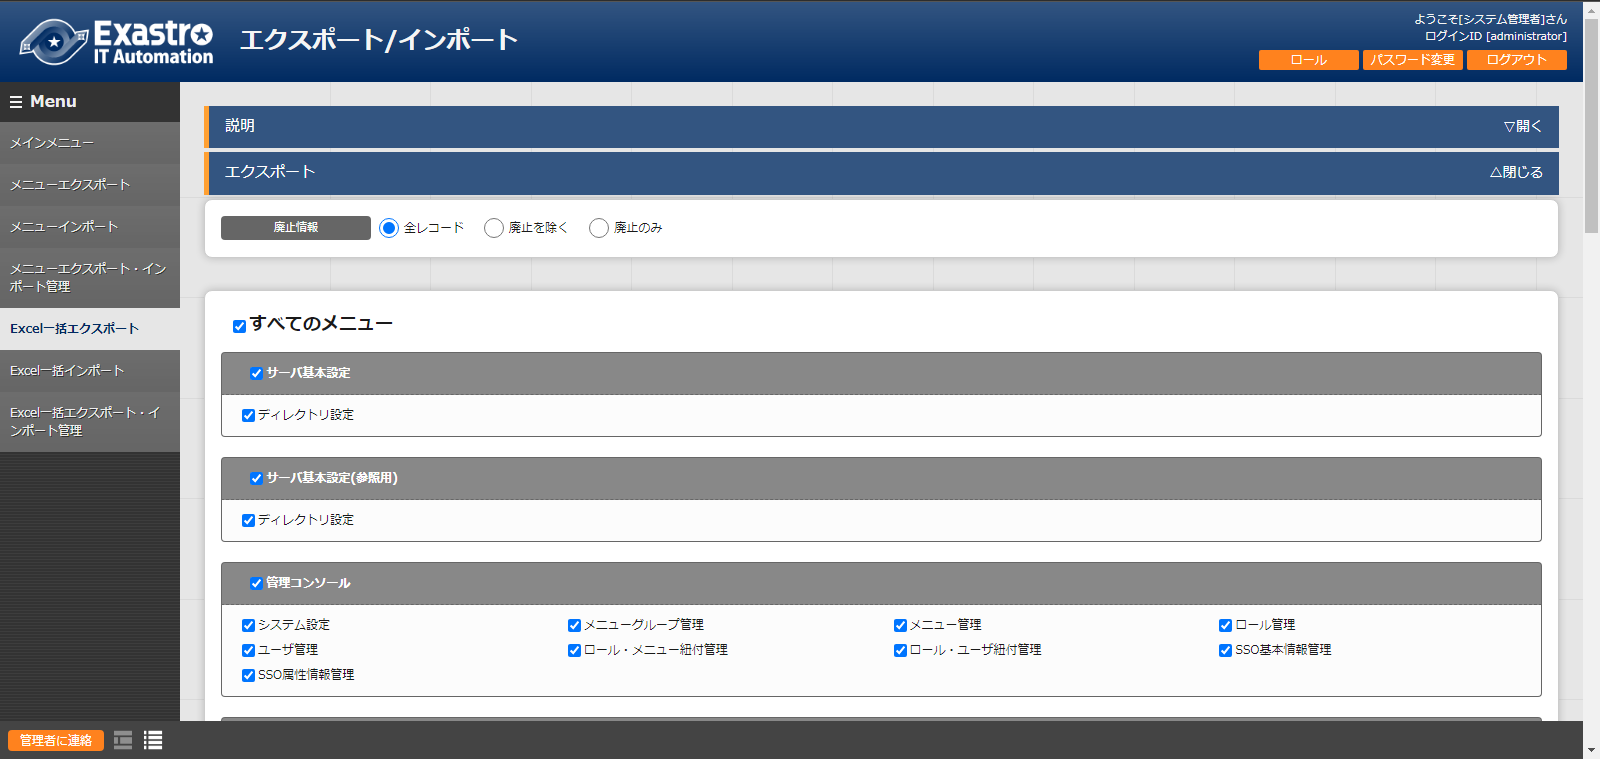 Exastro
IT Automation
エクスポート/インポート
ようこそ[システム管理者]さん
ログインID [administrator]
ロール
パスワード変更
ログアウト
Menu
メインメニュー
メニューエクスポート
メニューインポート
メニューエクスポート・イン
ポート管理
Excel一括エクスポート
Excel一括インポート
Excel一括エクスポート・イ
ンポート管理
説明
▽開く
エクスポート
△閉じる
廃止情報
全レコード
廃止を除く
廃止のみ
すべてのメニュー
サーバ基本設定
ディレクトリ設定
サーバ基本設定(参照用)
ディレクトリ設定
管理コンソール
システム設定
メニューグループ管理
メニュー管理
ロール管理
ユーザ管理
ロール・メニュー紐付管理
ロール・ユーザ紐付管理
SSO基本情報管理
SSO属性情報管理
管理者に連絡